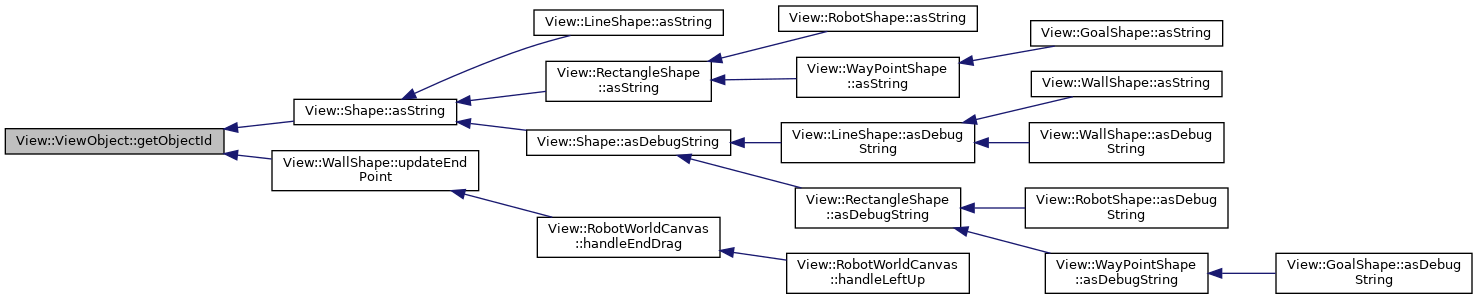 View::ViewObject::getObjectId
View::Shape::asString
View::LineShape::asString
View::RectangleShape
::asString
View::RobotShape::asString
View::WayPointShape
::asString
View::GoalShape::asString
View::Shape::asDebugString
View::LineShape::asDebug
String
View::WallShape::asString
View::WallShape::asDebug
String
View::RectangleShape
::asDebugString
View::RobotShape::asDebug
String
View::WayPointShape
::asDebugString
View::GoalShape::asDebug
String
View::WallShape::updateEnd
Point
View::RobotWorldCanvas
::handleEndDrag
View::RobotWorldCanvas
::handleLeftUp